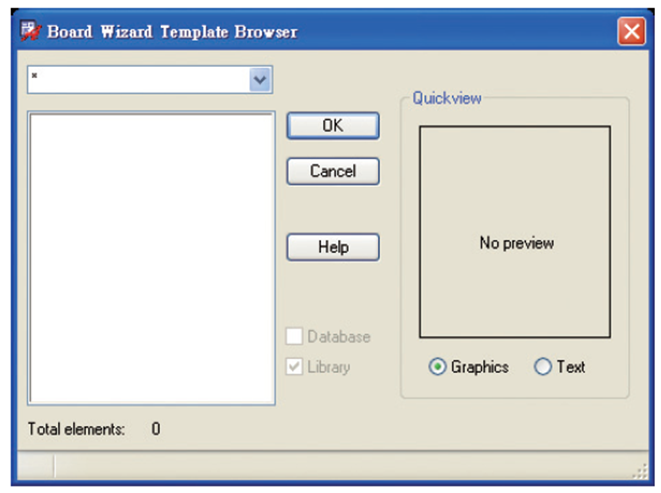 Board Wizard Template Browser
*
OK
Cancel
Help
Database
Library
Total elements: 0
Quickview
No preview
Graphics Text